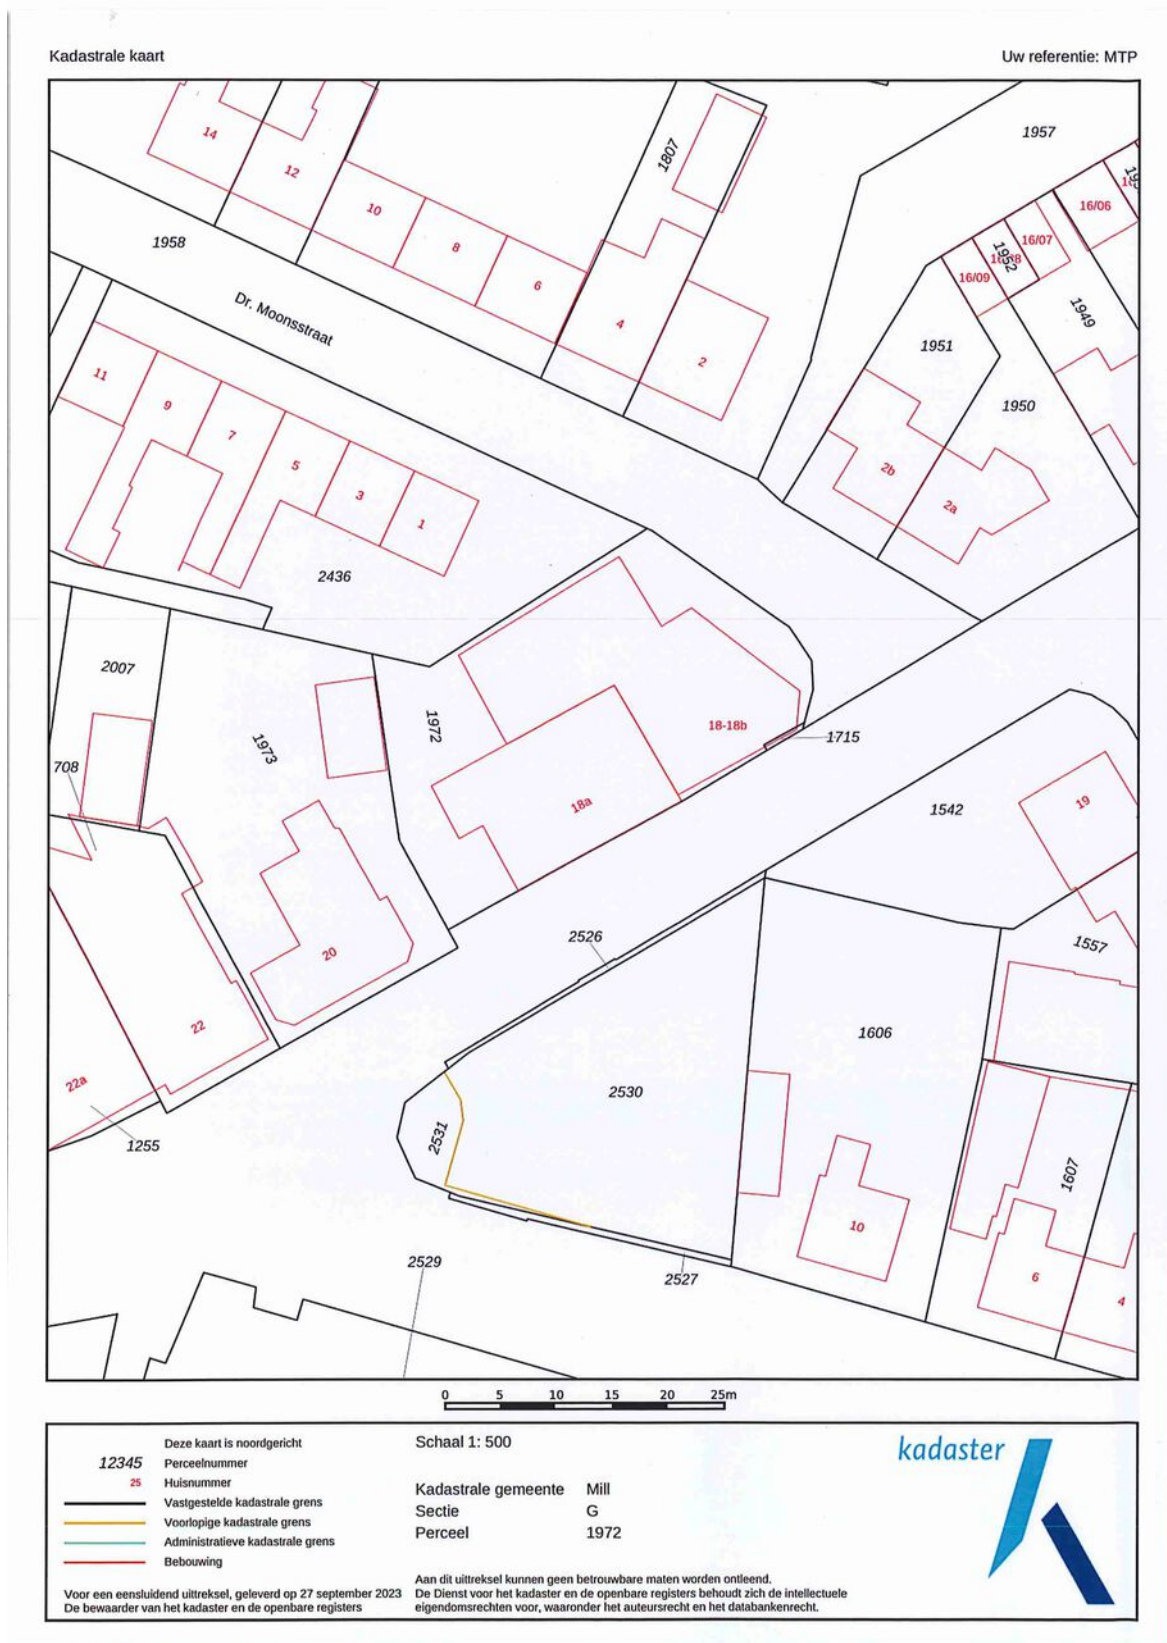 Kadastrale kaart
Uw referentie: MTP
14
12
10
8
6
4
2
1807
1957
1958
Dr. Moonsstraat
16/06
16/07
16/09
1952
1949
1951
1950
2b
2a
11
9
7
5
3
1
2436
2007
708
1973
1972
18-18b
18a
1715
1542
19
1557
20
22
22a
1255
2526
2530
2531
1606
1607
10
6
4
2529
2527
0 5 10 15 20 25m
Deze kaart is noordgericht
12345 Perceelnummer
25 Huisnummer
Vastgestelde kadastrale grens
Voorlopige kadastrale grens
Administratieve kadastrale grens
Bebouwing
Voor een eensluidend uittreksel, geleverd op 27 september 2023
De bewaarder van het kadaster en de openbare registers
Schaal 1: 500
Kadastrale gemeente Mill
Sectie G
Perceel 1972
Aan dit uittreksel kunnen geen betrouwbare maten worden ontleend.
De Dienst voor het kadaster en de openbare registers behoudt zich de intellectuele
eigendomsrechten voor, waaronder het auteursrecht en het databankenrecht.
kadaster